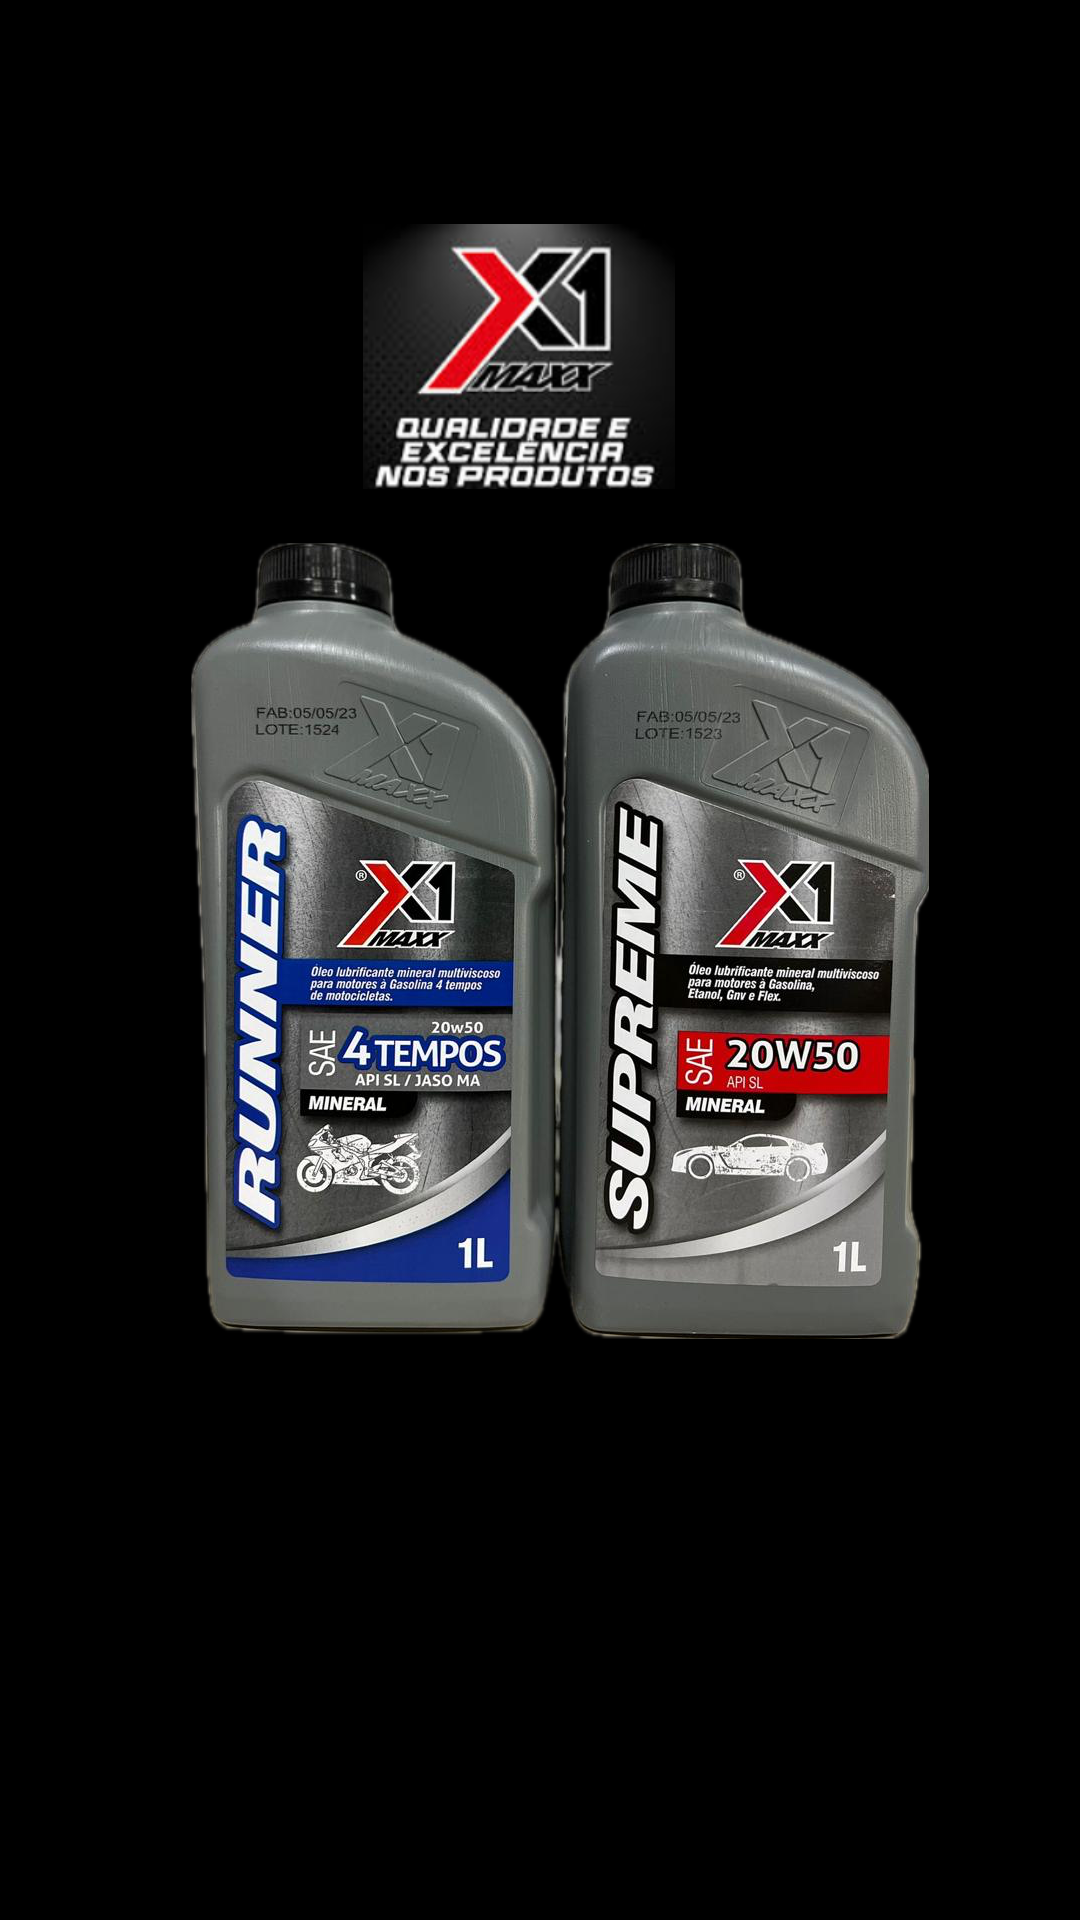 X1
MAXX
QUALIDADE E
EXCELÊNCIA
NOS PRODUTOS
FAB:05/05/23
LOTE:1524
X1
MAXX
RUNNER
® X1
MAXX
Óleo lubrificante mineral multiviscoso
para motores à Gasolina 4 tempos
de motocicletas.
20w50
SAE 4 TEMPOS
API SL / JASO MA
MINERAL
1L
FAB:05/05/23
LOTE:1523
X1
MAXX
SUPREME
® X1
MAXX
Óleo lubrificante mineral multiviscoso
para motores à Gasolina,
Etanol, Gnv e Flex.
SAE 20W50
API SL
MINERAL
1L